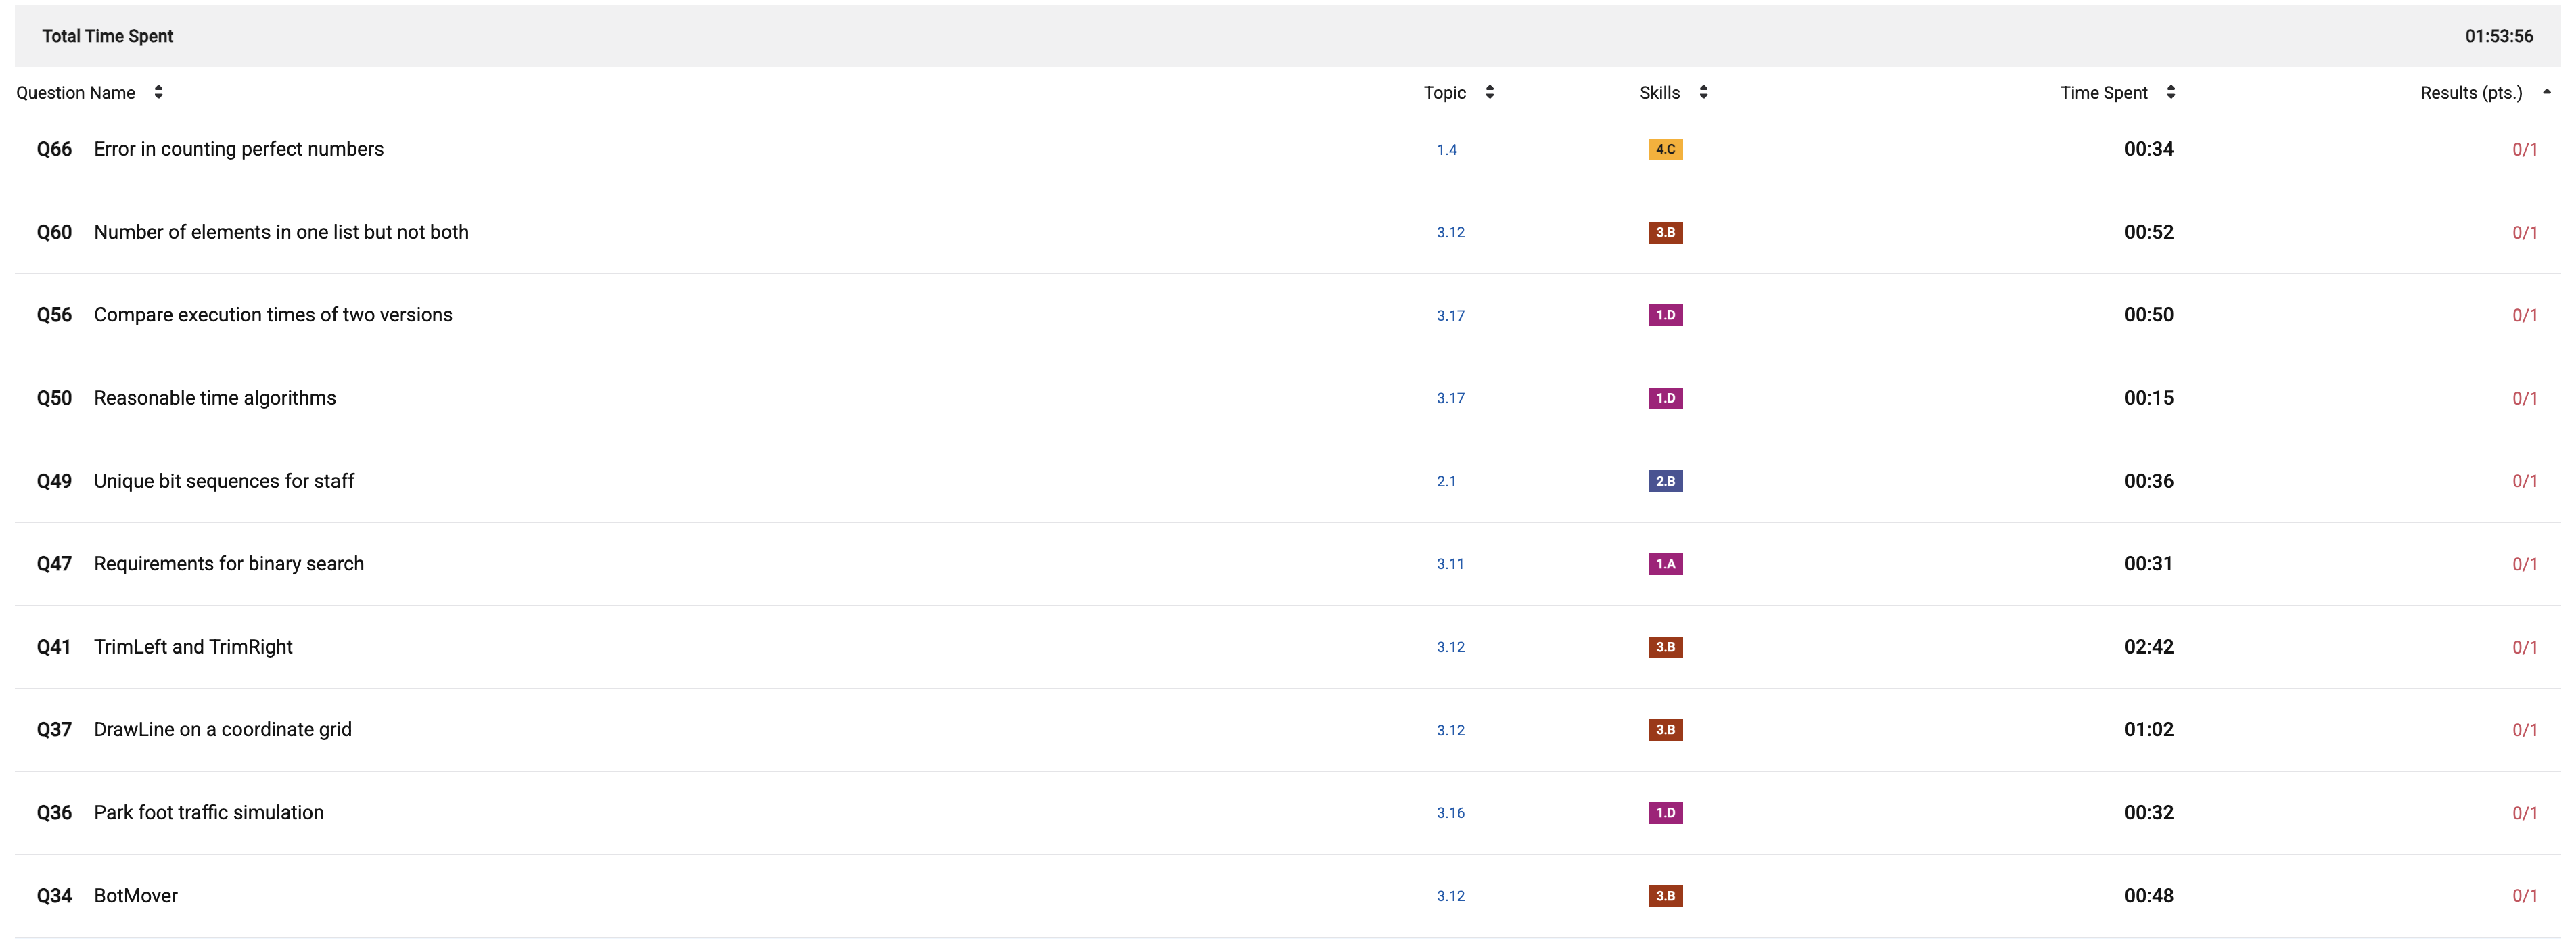 Total Time Spent 01:53:56
Question Name Topic Skills Time Spent Results (pts.)
Q66 Error in counting perfect numbers 1.4 4.C 00:34 0/1
Q60 Number of elements in one list but not both 3.12 3.B 00:52 0/1
Q56 Compare execution times of two versions 3.17 1.D 00:50 0/1
Q50 Reasonable time algorithms 3.17 1.D 00:15 0/1
Q49 Unique bit sequences for staff 2.1 2.B 00:36 0/1
Q47 Requirements for binary search 3.11 1.A 00:31 0/1
Q41 TrimLeft and TrimRight 3.12 3.B 02:42 0/1
Q37 DrawLine on a coordinate grid 3.12 3.B 01:02 0/1
Q36 Park foot traffic simulation 3.16 1.D 00:32 0/1
Q34 BotMover 3.12 3.B 00:48 0/1